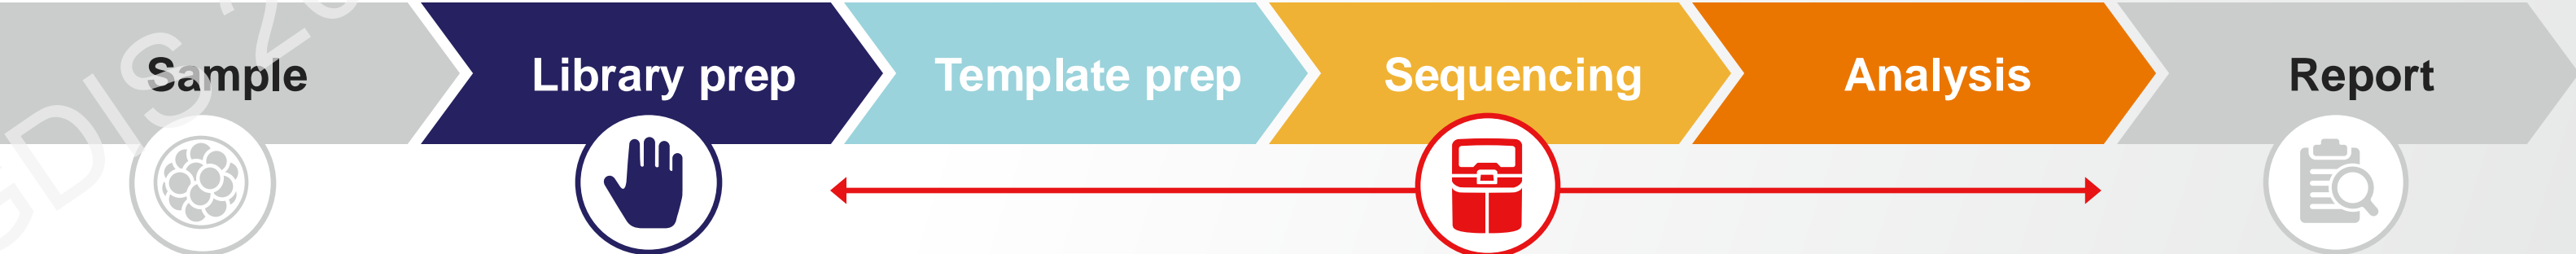 Sample
Library prep
Template prep
Sequencing
Analysis
Report